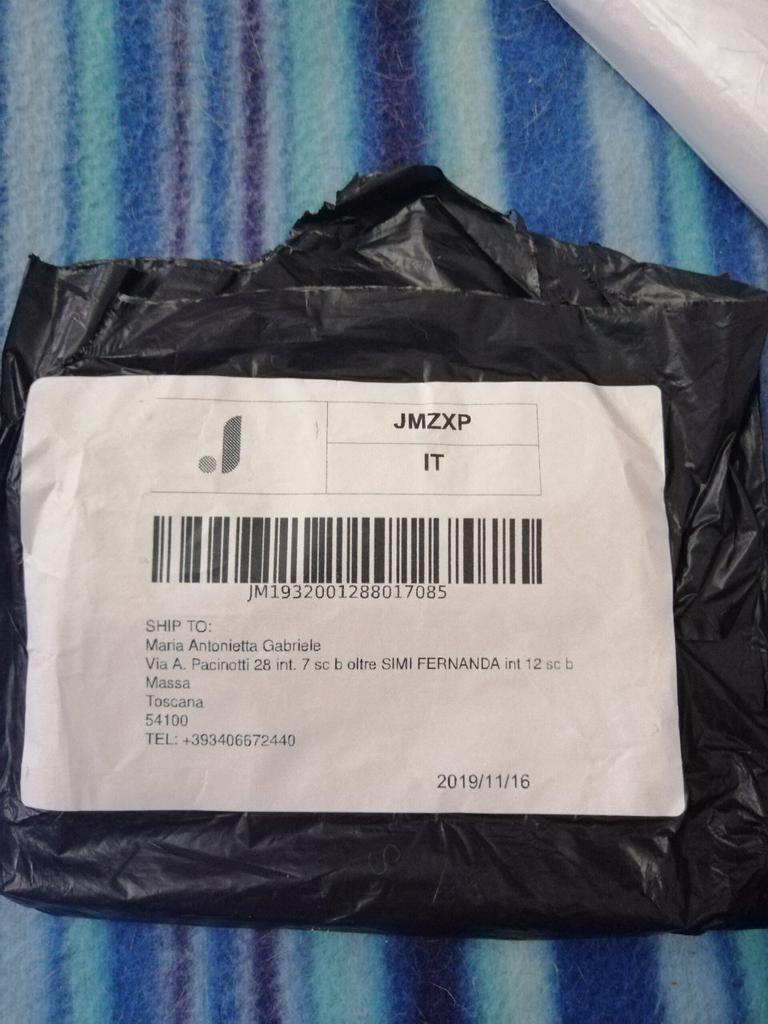 JMZXP
IT
JM1932001288017085
SHIP TO:
Maria Antonietta Gabriele
Via A. Pacinotti 28 int. 7 sc b oltre SIMI FERNANDA int 12 sc b
Massa
Toscana
54100
TEL: +393406672440
2019/11/16